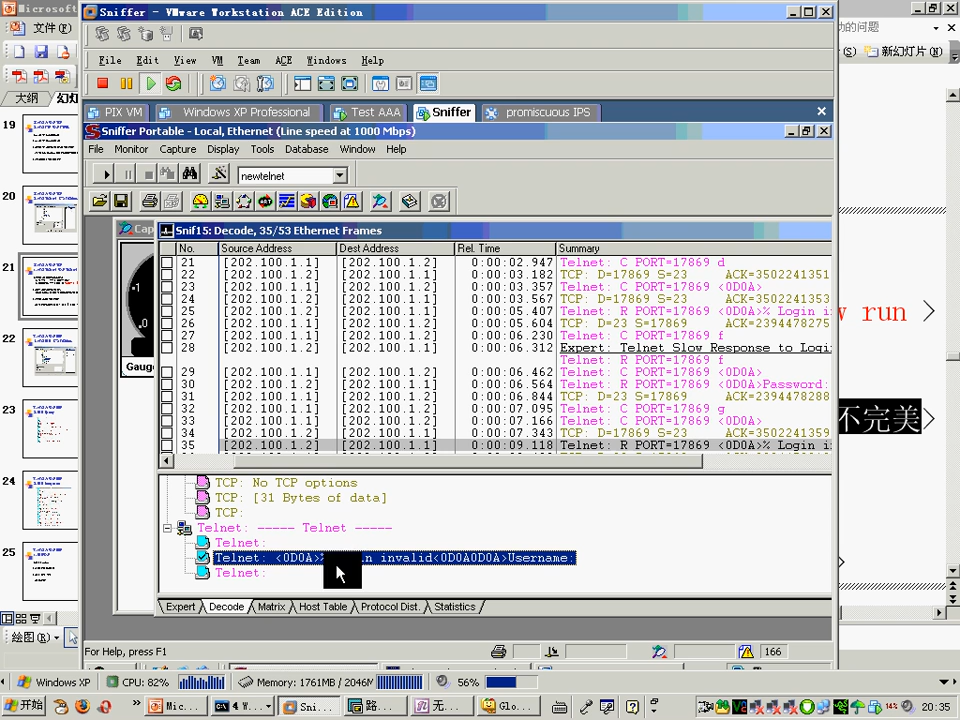 Microsoft
Sniffer - VMware Workstation ACE Edition
文件(F)
File Edit View VM Team ACE Windows Help
新幻灯片(N)
大纲
幻灯
PIX VM Windows XP Professional Test AAA Sniffer promiscuous IPS
Sniffer Portable - Local, Ethernet (Line speed at 1000 Mbps)
File Monitor Capture Display Tools Database Window Help
newtelnet
19
20
21
22
23
24
25
Cap
Gaug
Snif15: Decode, 35/53 Ethernet Frames
No. Source Address Dest Address Rel. Time Summary
21 [202.100.1.1] [202.100.1.2] 0:00:02.947 Telnet: C PORT=17869 d
22 [202.100.1.2] [202.100.1.1] 0:00:03.182 TCP: D=17869 S=23 ACK=3502241351
23 [202.100.1.1] [202.100.1.2] 0:00:03.357 Telnet: C PORT=17869 <0D0A>
24 [202.100.1.2] [202.100.1.1] 0:00:03.567 TCP: D=17869 S=23 ACK=3502241353
25 [202.100.1.2] [202.100.1.1] 0:00:05.407 Telnet: R PORT=17869 <0D0A>% Login i
26 [202.100.1.1] [202.100.1.2] 0:00:05.604 TCP: D=23 S=17869 ACK=2394478275
27 [202.100.1.1] [202.100.1.2] 0:00:06.230 Telnet: C PORT=17869 f
28 [202.100.1.2] [202.100.1.1] 0:00:06.312 Expert: Telnet Slow Response to Logi
Telnet: R PORT=17869 f
29 [202.100.1.1] [202.100.1.2] 0:00:06.462 Telnet: C PORT=17869 <0D0A>
30 [202.100.1.2] [202.100.1.1] 0:00:06.564 Telnet: R PORT=17869 <0D0A>Password:
31 [202.100.1.1] [202.100.1.2] 0:00:06.844 TCP: D=23 S=17869 ACK=2394478288
32 [202.100.1.1] [202.100.1.2] 0:00:07.095 Telnet: C PORT=17869 g
33 [202.100.1.1] [202.100.1.2] 0:00:07.166 Telnet: C PORT=17869 <0D0A>
34 [202.100.1.2] [202.100.1.1] 0:00:07.343 TCP: D=17869 S=23 ACK=3502241359
35 [202.100.1.2] [202.100.1.1] 0:00:09.118 Telnet: R PORT=17869 <0D0A>% Login i
w run
不完美
TCP: No TCP options
TCP: [31 Bytes of data]
TCP:
Telnet: ----- Telnet -----
Telnet:
Telnet: <0D0A>% n invalid<0D0A0D0A>Username:
Telnet:
Expert Decode Matrix Host Table Protocol Dist. Statistics
绘图(R)
For Help, press F1
166
Windows XP CPU: 82% Memory: 1761MB / 2046M 56%
开始 Mic... 4 W... Sni... 路... 无... Glo... 14% 20:35